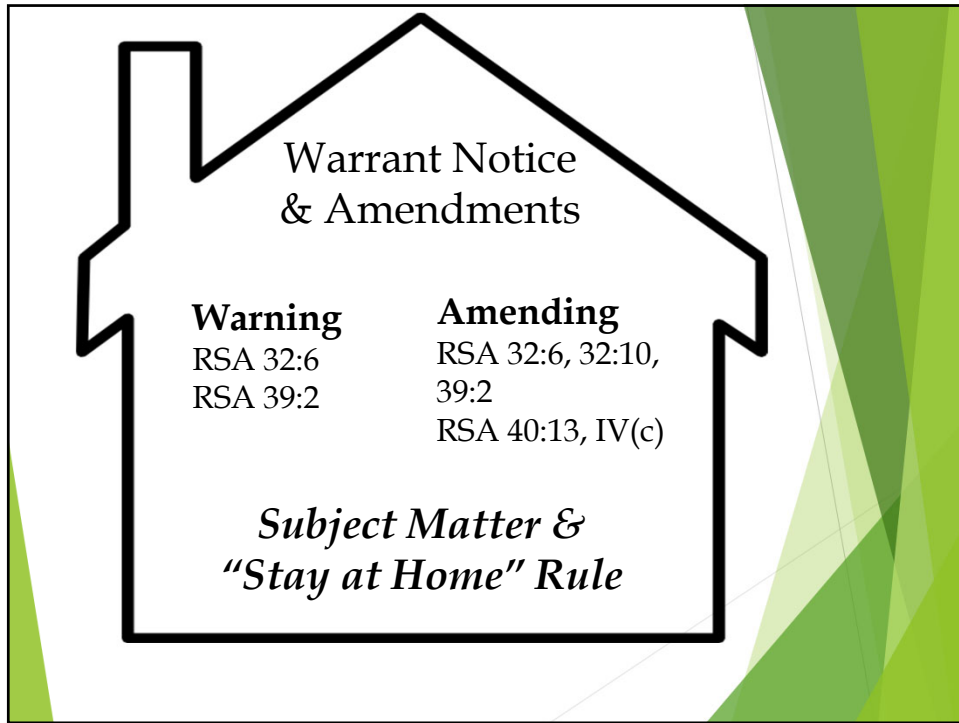 Warrant Notice
& Amendments
Warning
RSA 32:6
RSA 39:2
Amending
RSA 32:6, 32:10,
39:2
RSA 40:13, IV(c)
Subject Matter &
“Stay at Home” Rule